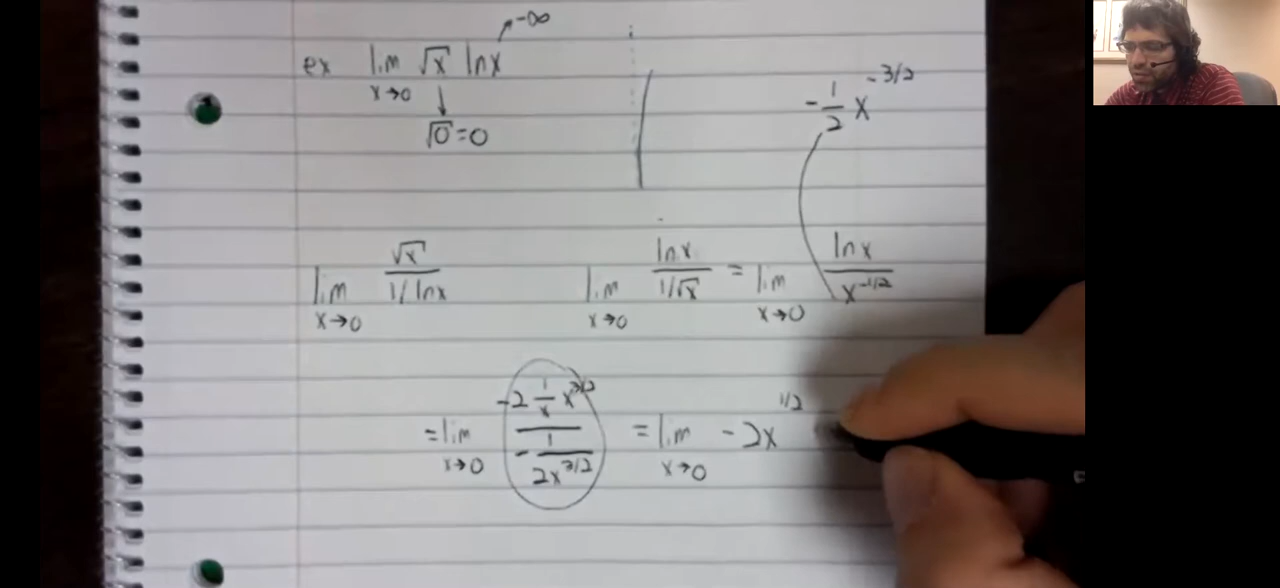 → -∞
ex lim √x ln x
x→0
↓
√0 = 0
- 1/2 x^-3/2
lim √x / (1/ln x)
x→0
lim ln x / (1/√x) = lim ln x / x^-1/2
x→0 x→0
= lim (-2 1/x x^3/2) / (- 1/(2x^3/2)) = lim -2x^1/2
x→0 x→0